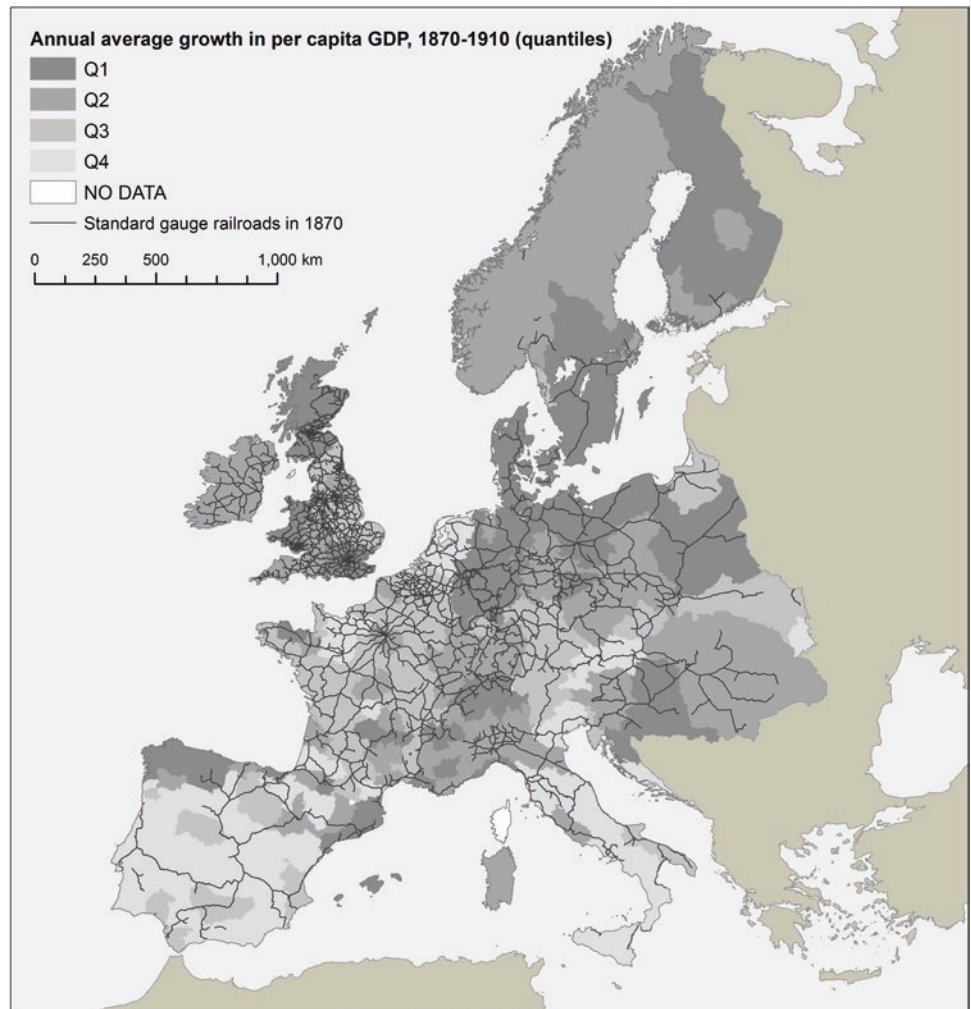 Annual average growth in per capita GDP, 1870-1910 (quantiles)
Q1
Q2
Q3
Q4
NO DATA
Standard gauge railroads in 1870
0 250 500 1,000 km